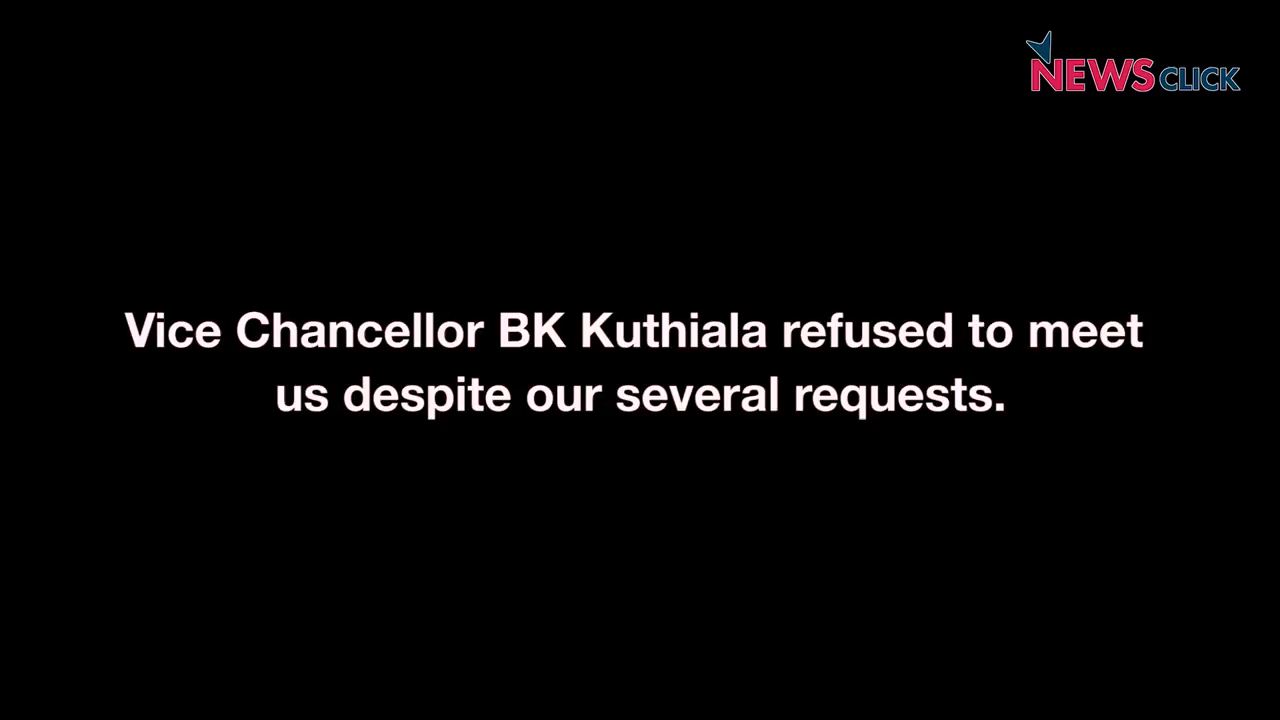 NEWSCLICK
Vice Chancellor BK Kuthiala refused to meet
us despite our several requests.